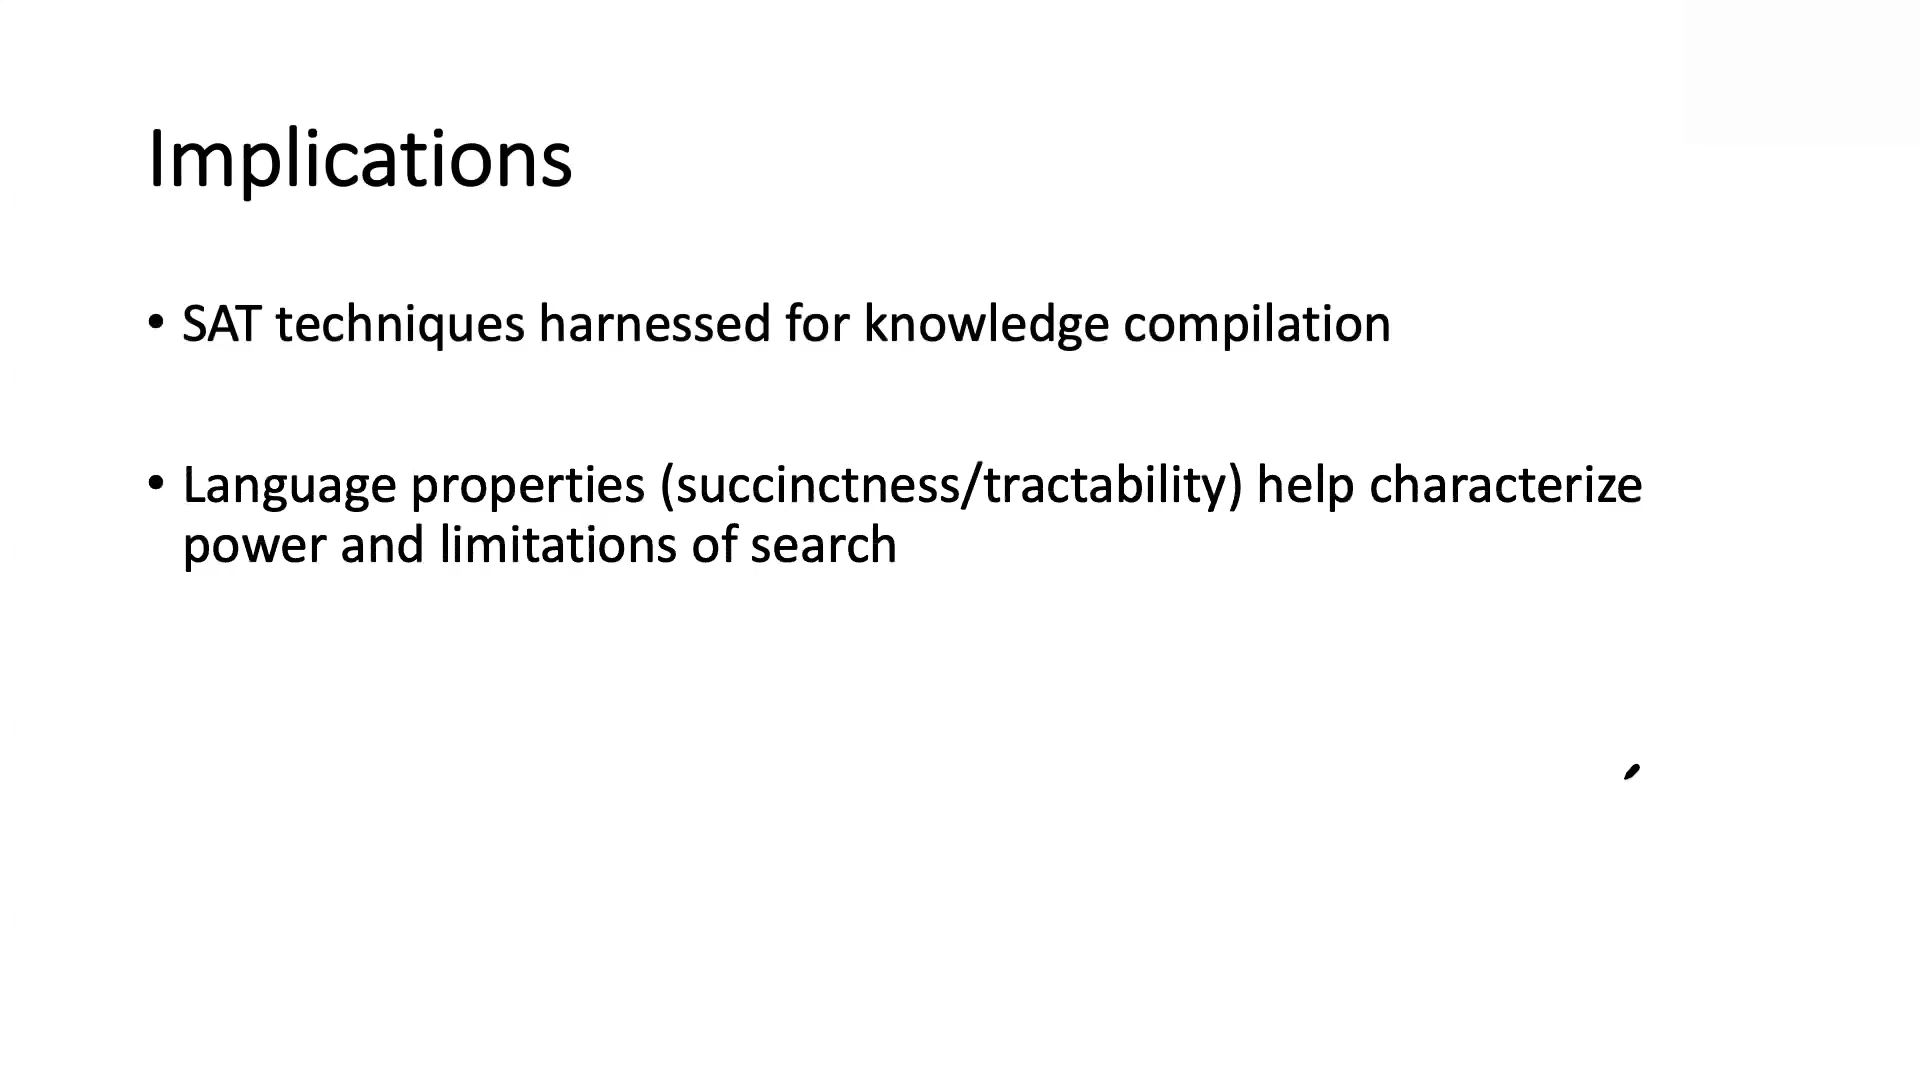 Implications
• SAT techniques harnessed for knowledge compilation
• Language properties (succinctness/tractability) help characterize
power and limitations of search